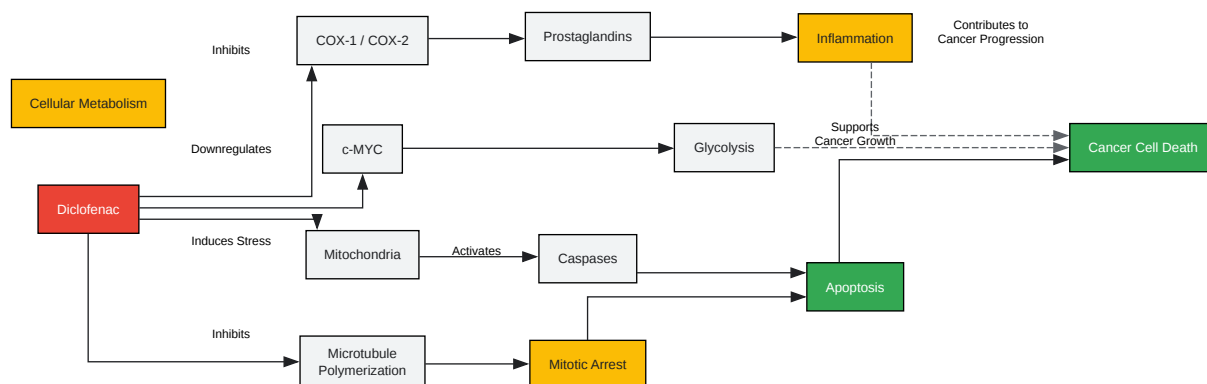 Contributes to
Cancer Progression
Inhibits
COX-1 / COX-2
Prostaglandins
Inflammation
Cellular Metabolism
Downregulates
c-MYC
Glycolysis
Supports
Cancer Growth
Cancer Cell Death
Diclofenac
Induces Stress
Mitochondria
Activates
Caspases
Apoptosis
Inhibits
Microtubule
Polymerization
Mitotic Arrest